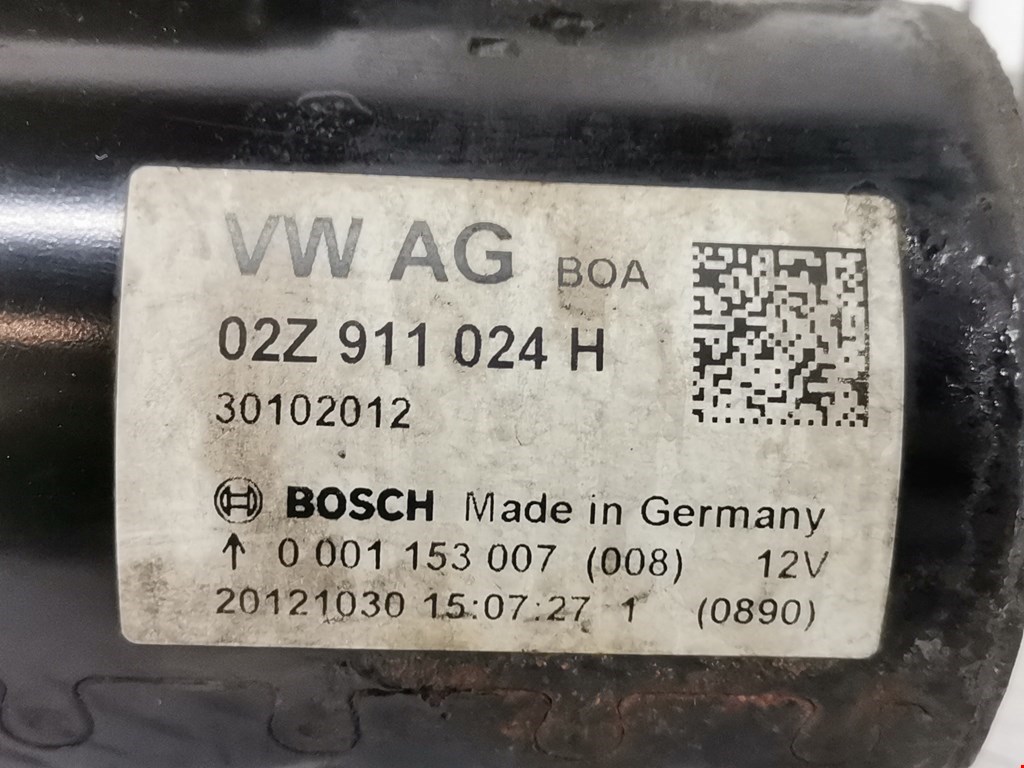 VW AG BOA
02Z 911 024 H
30102012
BOSCH Made in Germany
↑ 0 001 153 007 (008) 12V
20121030 15:07:27 1 (0890)